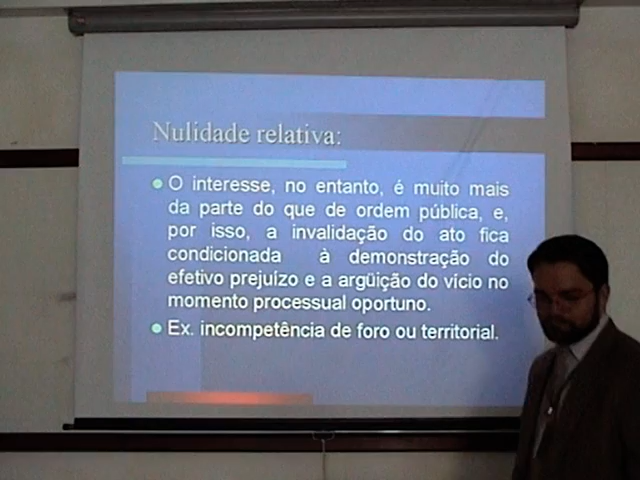 Nulidade relativa:
O interesse, no entanto, é muito mais
da parte do que de ordem pública, e,
por isso, a invalidação do ato fica
condicionada à demonstração do
efetivo prejuízo e a argüição do vício no
momento processual oportuno.
Ex. incompetência de foro ou territorial.